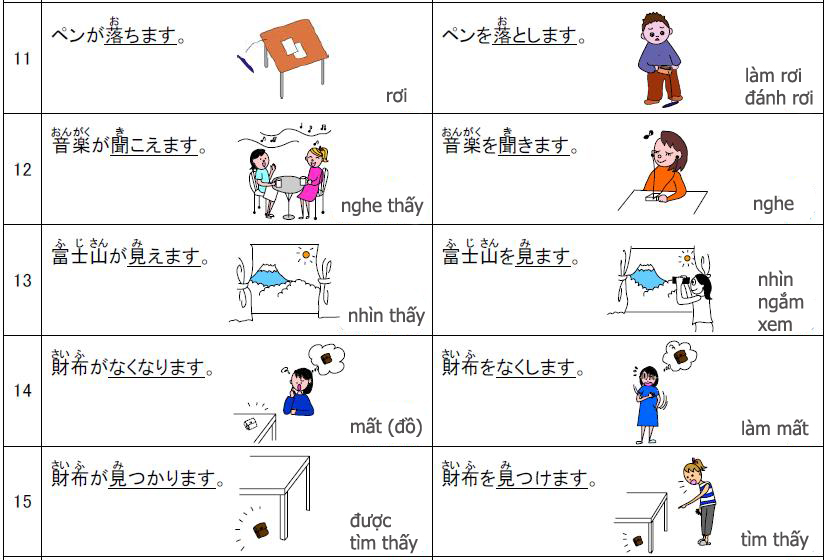 11
ペンが落ちます。
お
rơi
ペンを落とします。
お
làm rơi
đánh rơi
12
おんがく き
音楽が聞こえます。
nghe thấy
おんがく き
音楽を聞きます。
nghe
13
ふじさん み
富士山が見えます。
nhìn thấy
ふじさん み
富士山を見ます。
nhìn
ngắm
xem
14
さいふ
財布がなくなります。
mất (đồ)
さいふ
財布をなくします。
làm mất
15
さいふ み
財布が見つかります。
được
tìm thấy
さいふ み
財布を見つけます。
tìm thấy